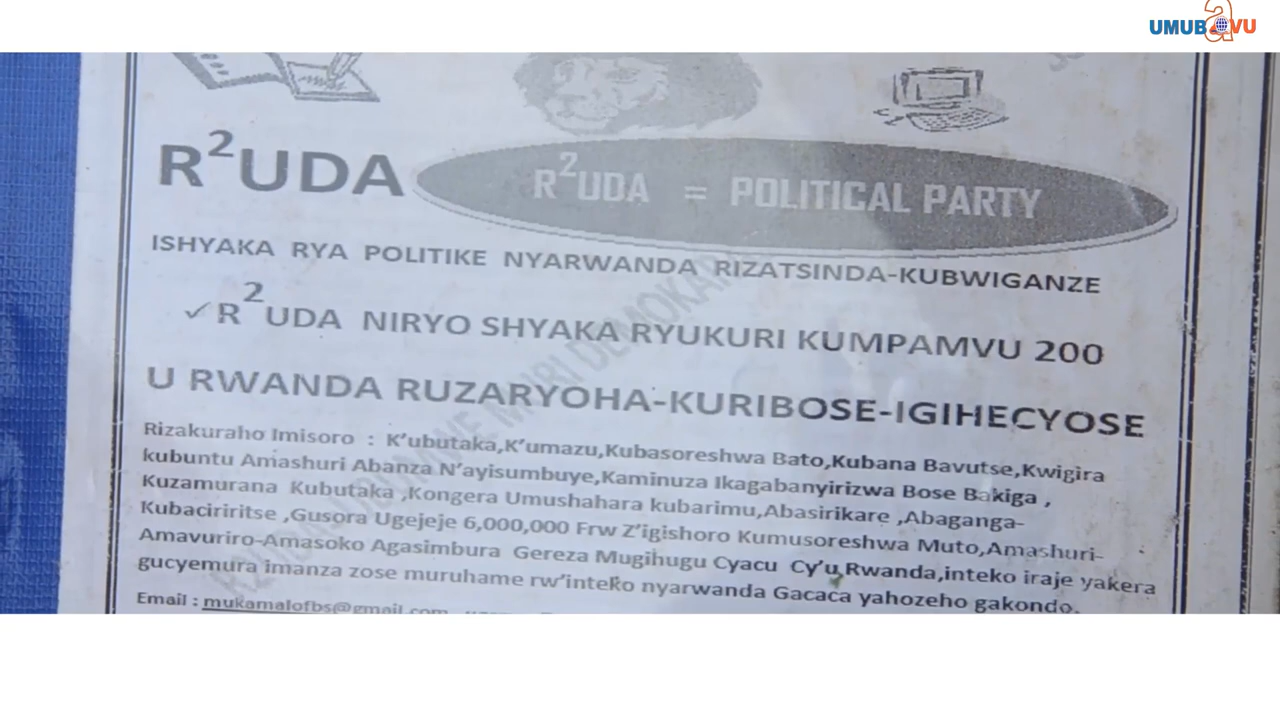 UMUBAVU
R²UDA
R²UDA = POLITICAL PARTY
ISHYAKA RYA POLITIKE NYARWANDA RIZATSINDA-KUBWIGANZE
✓R²UDA NIRYO SHYAKA RYUKURI KUMPAMVU 200
U RWANDA RUZARYOHA-KURIBOSE-IGIHECYOSE
Rizakuraho Imisoro : K'ubutaka,K'umazu,Kubasoreshwa Bato,Kubana Bavutse,Kwigira
kubuntu Amashuri Abanza N'ayisumbuye,Kaminuza Ikagabanyirizwa Bose Bakiga ,
Kuzamurana Kubutaka ,Kongera Umushahara kubarimu,Abasirikare ,Abaganga-
Kubaciriritse ,Gusora Ugejeje 6,000,000 Frw Z'igishoro Kumusoreshwa Muto,Amashuri-
Amavuriro-Amasoko Agasimbura Gereza Mugihugu Cyacu Cy'u Rwanda,inteko iraje yakera
gucyemura imanza zose muruhame rw'inteko nyarwanda Gacaca yahozeho gakondo.
Email : mukamalofbs@gmail.com